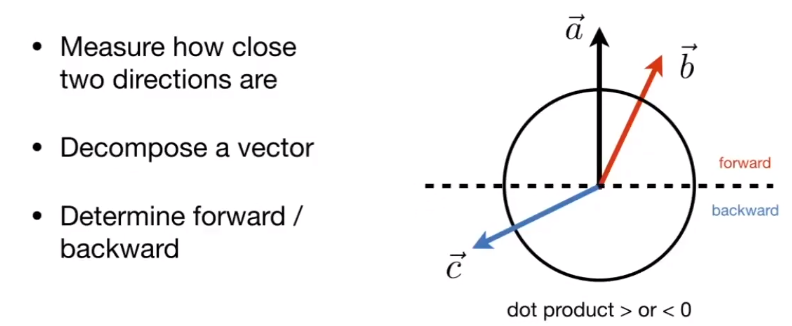 • Measure how close
two directions are
• Decompose a vector
• Determine forward /
backward
$\vec{a}$
$\vec{b}$
forward
backward
$\vec{c}$
dot product > or < 0